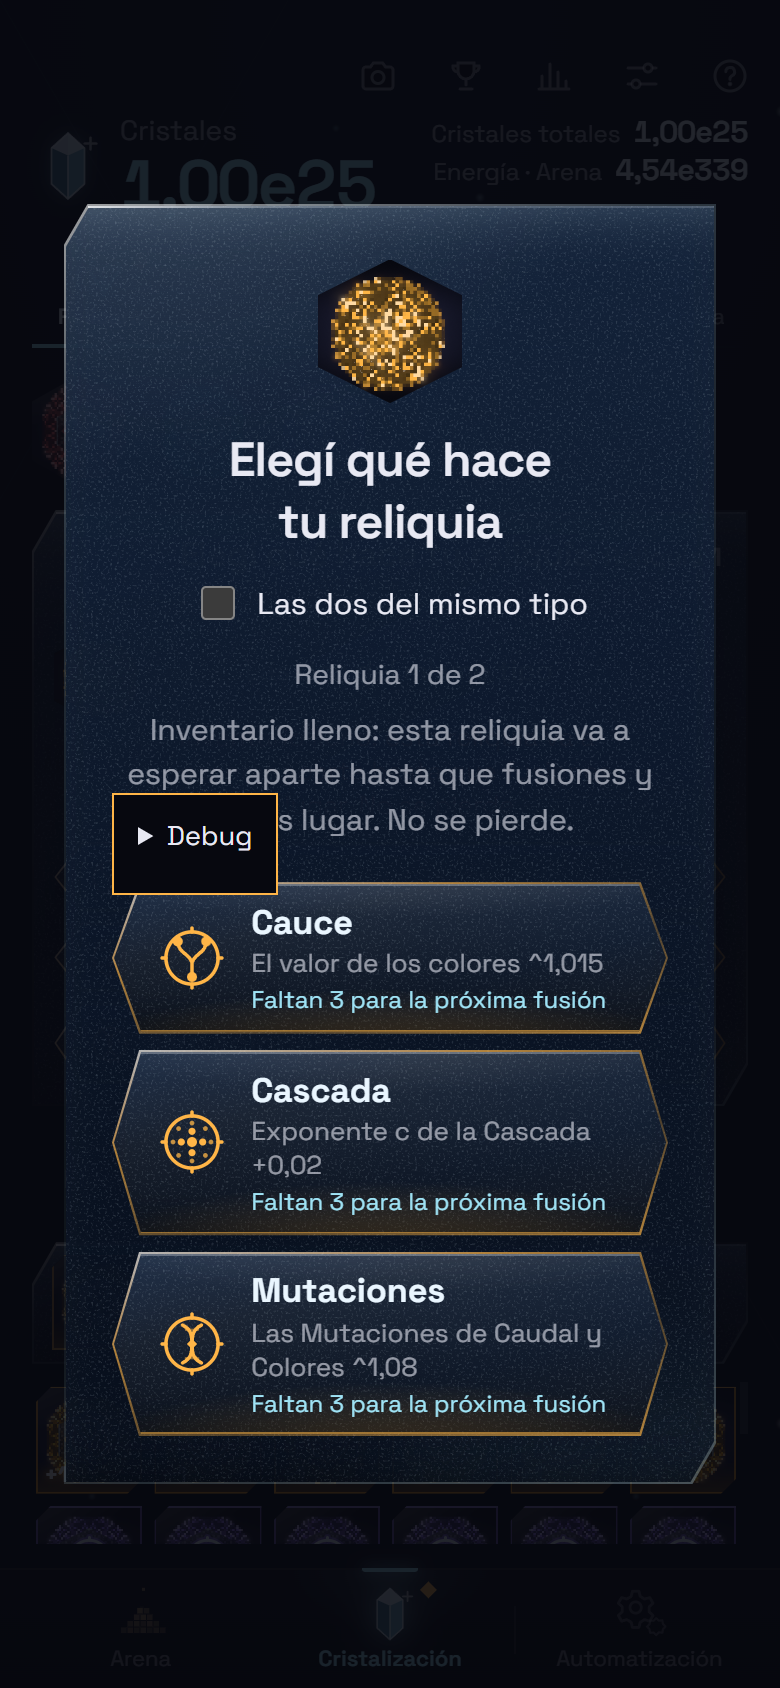 Cristales
1,00e25
Cristales totales 1,00e25
Energía · Arena 4,54e339
Elegí qué hace
tu reliquia
Las dos del mismo tipo
Reliquia 1 de 2
Inventario lleno: esta reliquia va a
esperar aparte hasta que fusiones y
s lugar. No se pierde.
▶ Debug
Cauce
El valor de los colores ^1,015
Faltan 3 para la próxima fusión
Cascada
Exponente c de la Cascada
+0,02
Faltan 3 para la próxima fusión
Mutaciones
Las Mutaciones de Caudal y
Colores ^1,08
Faltan 3 para la próxima fusión
Arena
Cristalización
Automatización